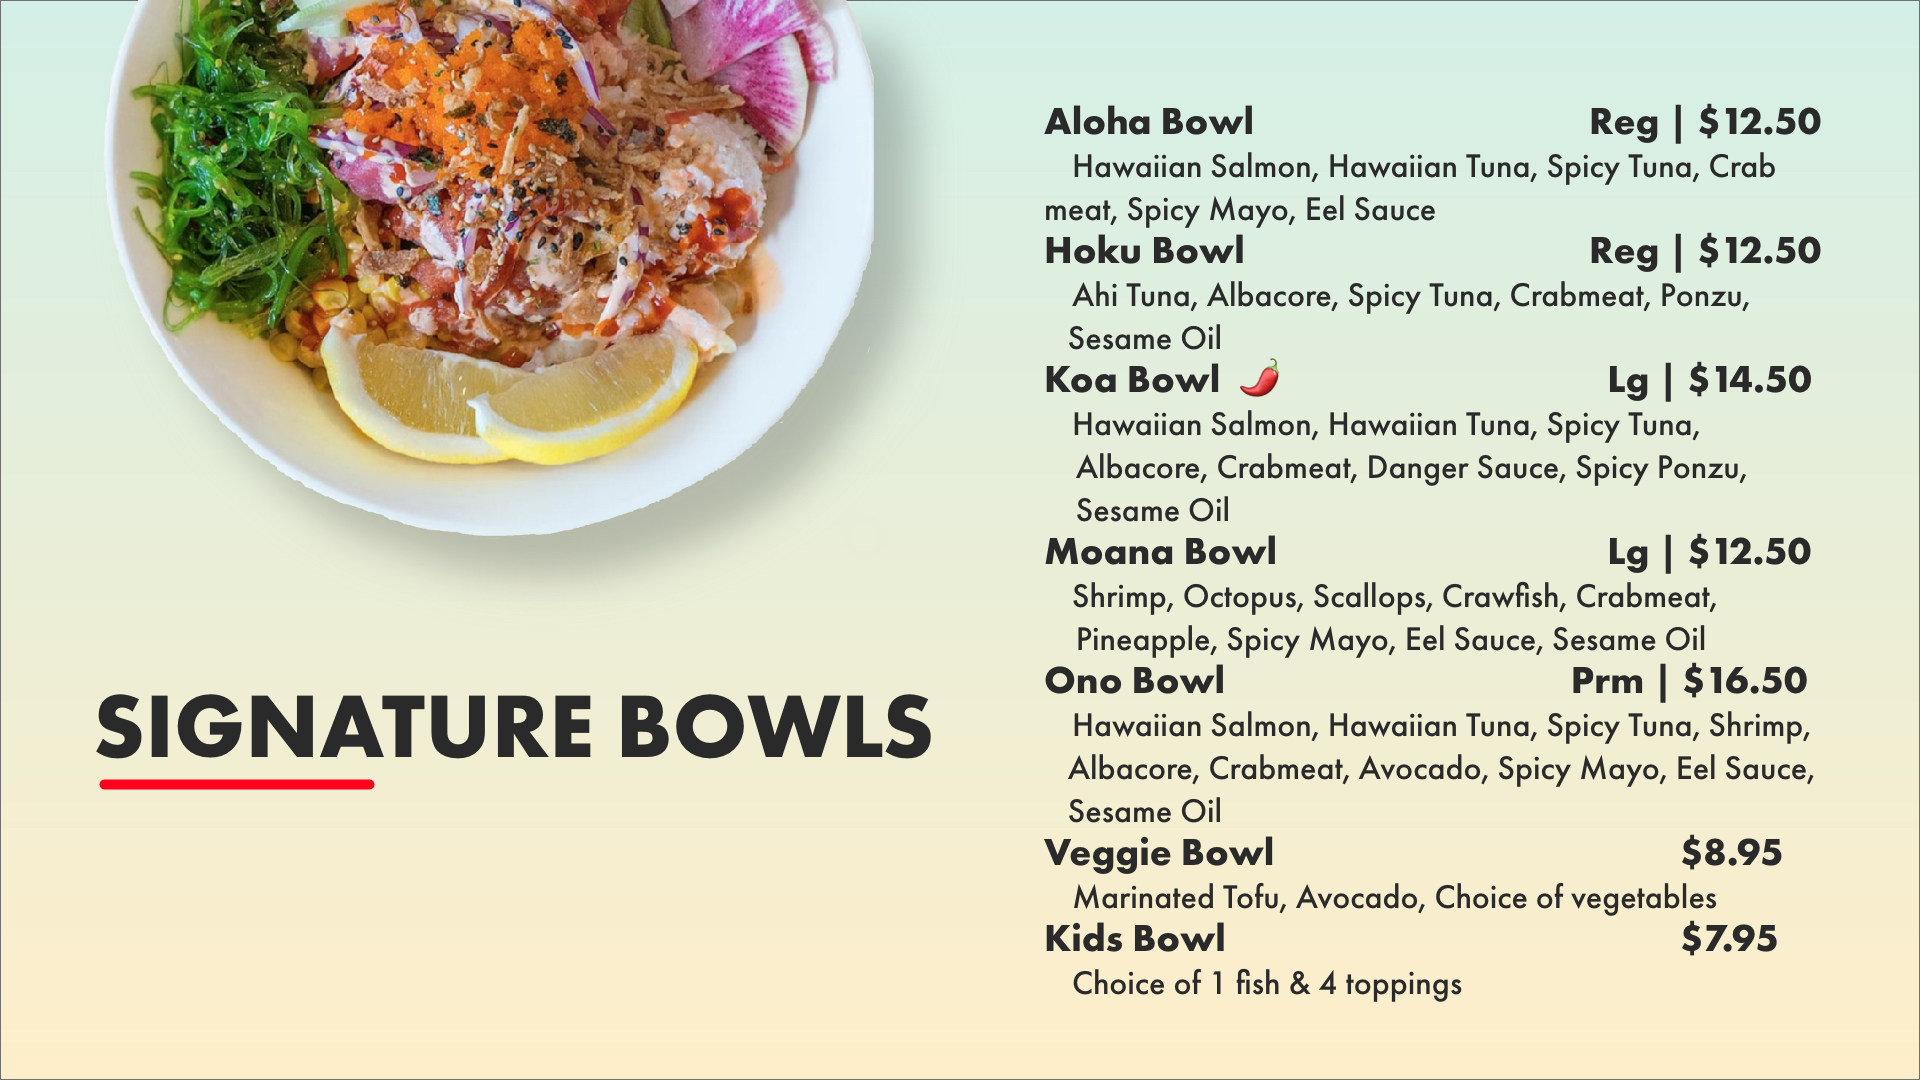 Aloha Bowl Reg | $12.50
Hawaiian Salmon, Hawaiian Tuna, Spicy Tuna, Crab
meat, Spicy Mayo, Eel Sauce
Hoku Bowl Reg | $12.50
Ahi Tuna, Albacore, Spicy Tuna, Crabmeat, Ponzu,
Sesame Oil
Koa Bowl 🌶️ Lg | $14.50
Hawaiian Salmon, Hawaiian Tuna, Spicy Tuna,
Albacore, Crabmeat, Danger Sauce, Spicy Ponzu,
Sesame Oil
Moana Bowl Lg | $12.50
Shrimp, Octopus, Scallops, Crawfish, Crabmeat,
Pineapple, Spicy Mayo, Eel Sauce, Sesame Oil
Ono Bowl Prm | $16.50
Hawaiian Salmon, Hawaiian Tuna, Spicy Tuna, Shrimp,
Albacore, Crabmeat, Avocado, Spicy Mayo, Eel Sauce,
Sesame Oil
Veggie Bowl $8.95
Marinated Tofu, Avocado, Choice of vegetables
Kids Bowl $7.95
Choice of 1 fish & 4 toppings
SIGNATURE BOWLS